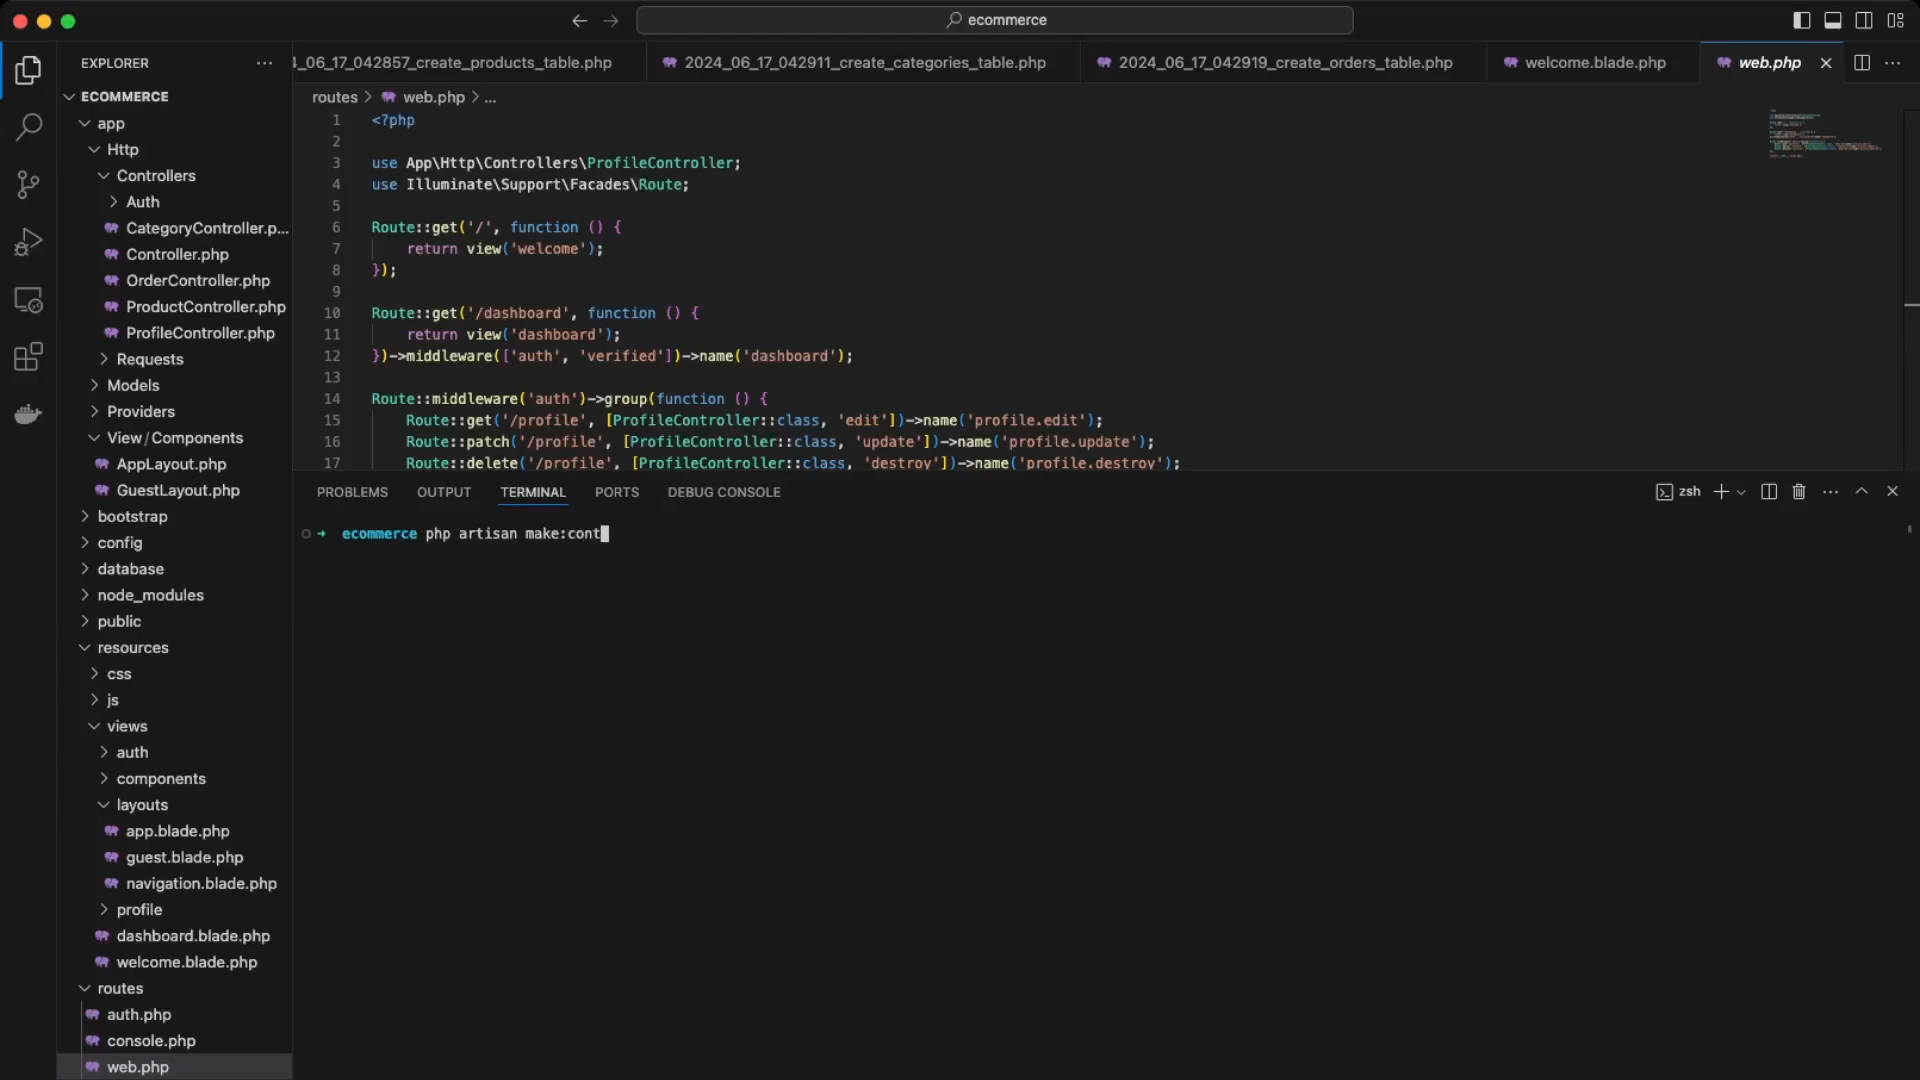 ecommerce
EXPLORER
ECOMMERCE
app
Http
Controllers
Auth
CategoryController.p...
Controller.php
OrderController.php
ProductController.php
ProfileController.php
Requests
Models
Providers
View/Components
AppLayout.php
GuestLayout.php
bootstrap
config
database
node_modules
public
resources
css
js
views
auth
components
layouts
app.blade.php
guest.blade.php
navigation.blade.php
profile
dashboard.blade.php
welcome.blade.php
routes
auth.php
console.php
web.php
_06_17_042857_create_products_table.php
2024_06_17_042911_create_categories_table.php
2024_06_17_042919_create_orders_table.php
welcome.blade.php
web.php
routes > web.php > ...
1 <?php
2
3 use App\Http\Controllers\ProfileController;
4 use Illuminate\Support\Facades\Route;
5
6 Route::get('/', function () {
7 return view('welcome');
8 });
9
10 Route::get('/dashboard', function () {
11 return view('dashboard');
12 })->middleware(['auth', 'verified'])->name('dashboard');
13
14 Route::middleware('auth')->group(function () {
15 Route::get('/profile', [ProfileController::class, 'edit'])->name('profile.edit');
16 Route::patch('/profile', [ProfileController::class, 'update'])->name('profile.update');
17 Route::delete('/profile', [ProfileController::class, 'destroy'])->name('profile.destroy');
PROBLEMS OUTPUT TERMINAL PORTS DEBUG CONSOLE
zsh
ecommerce php artisan make:cont